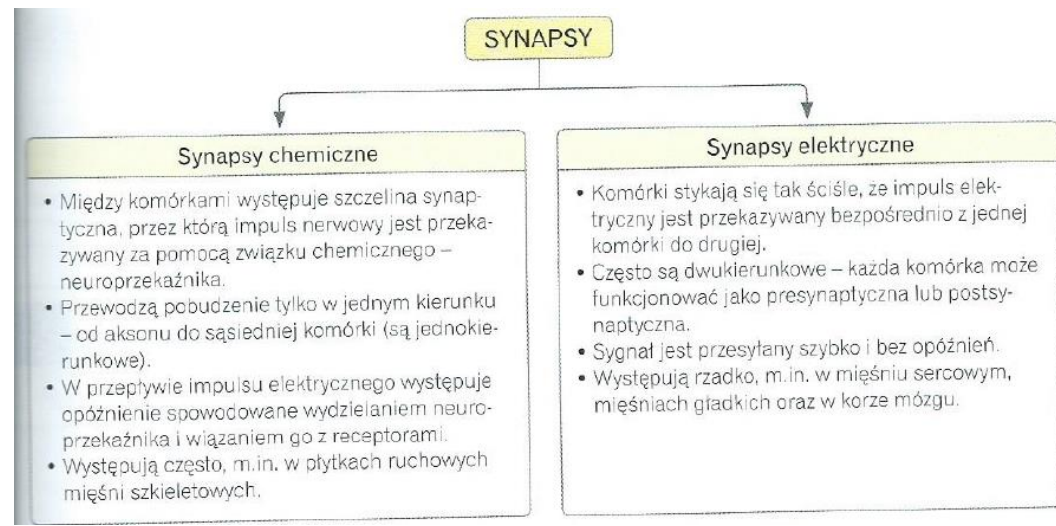 SYNAPSY
Synapsy chemiczne
• Między komórkami występuje szczelina synap-
tyczna, przez którą impuls nerwowy jest przeka-
zywany za pomocą związku chemicznego –
neuroprzekaźnika.
• Przewodzą pobudzenie tylko w jednym kierunku
– od aksonu do sąsiedniej komórki (są jednokie-
runkowe).
• W przepływie impulsu elektrycznego występuje
opóźnienie spowodowane wydzielaniem neuro-
przekaźnika i wiązaniem go z receptorami.
• Występują często, m.in. w płytkach ruchowych
mięśni szkieletowych.
Synapsy elektryczne
• Komórki stykają się tak ściśle, że impuls elek-
tryczny jest przekazywany bezpośrednio z jednej
komórki do drugiej.
• Często są dwukierunkowe – każda komórka może
funkcjonować jako presynaptyczna lub postsy-
naptyczna.
• Sygnał jest przesyłany szybko i bez opóźnień.
• Występują rzadko, m.in. w mięśniu sercowym,
mięśniach gładkich oraz w korze mózgu.